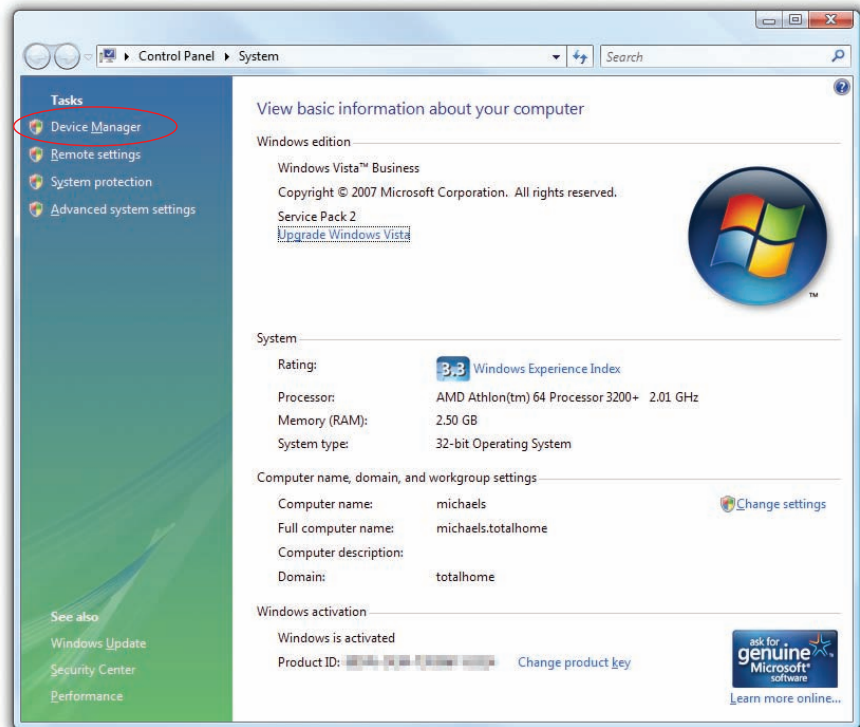 Control Panel System
Search
Tasks
Device Manager
Remote settings
System protection
Advanced system settings
See also
Windows Update
Security Center
Performance
View basic information about your computer
Windows edition
Windows Vista™ Business
Copyright © 2007 Microsoft Corporation. All rights reserved.
Service Pack 2
Upgrade Windows Vista
TM
System
Rating: 3.3 Windows Experience Index
Processor: AMD Athlon(tm) 64 Processor 3200+ 2.01 GHz
Memory (RAM): 2.50 GB
System type: 32-bit Operating System
Computer name, domain, and workgroup settings
Computer name: michaels Change settings
Full computer name: michaels.totalhome
Computer description:
Domain: totalhome
Windows activation
Windows is activated
Product ID: Change product key
ask for
genuine
Microsoft®
software
Learn more online...